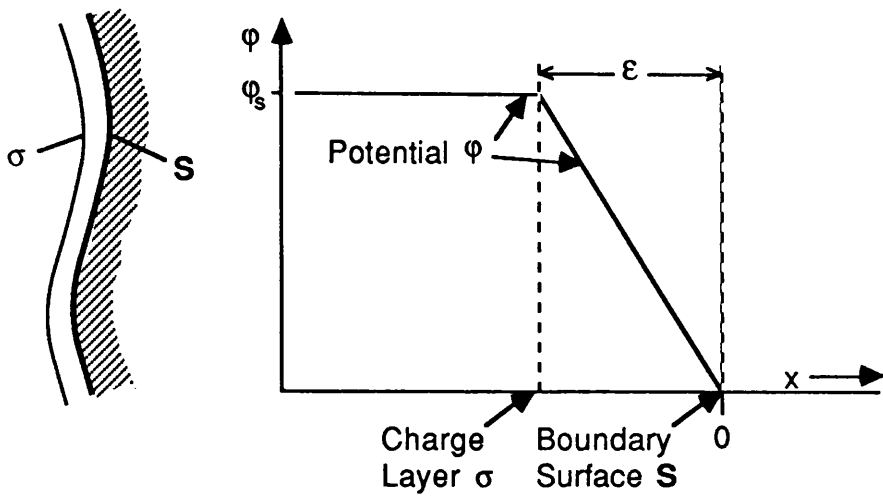 σ
S
φ
φs
ε
Potential φ
x
0
Charge
Layer σ
Boundary
Surface S